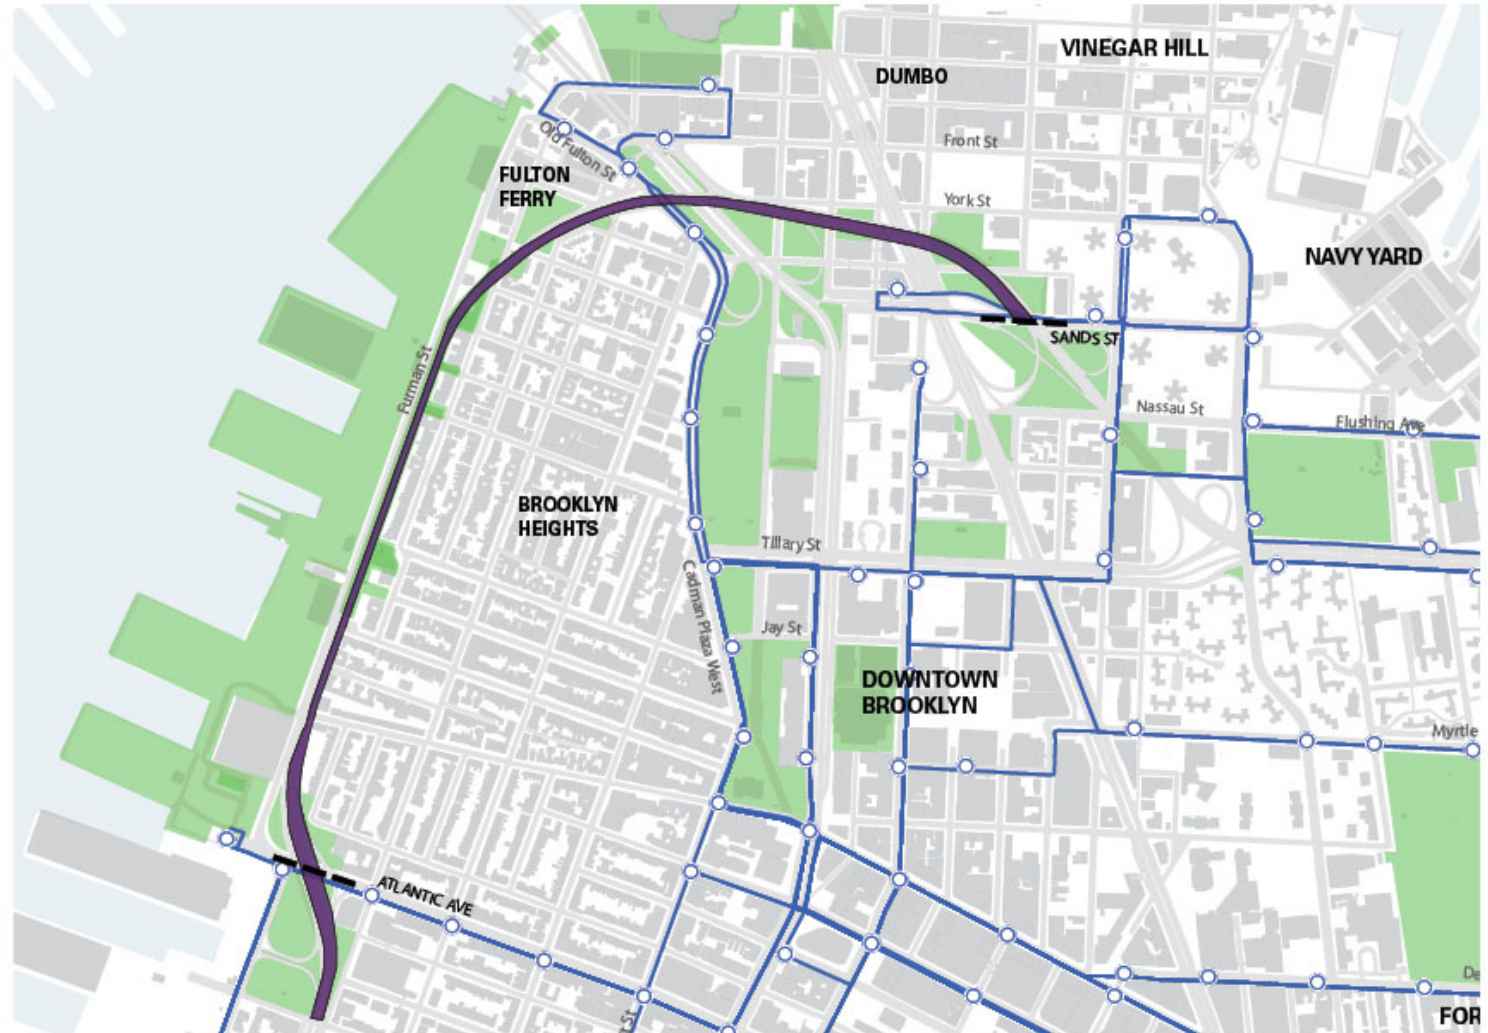 VINEGAR HILL
DUMBO
Old Fulton St
Front St
FULTON
FERRY
York St
NAVY YARD
SANDS ST
Furman St
Nassau St
Flushing Ave
BROOKLYN
HEIGHTS
Tillary St
Cadman Plaza West
Jay St
DOWNTOWN
BROOKLYN
Myrtle
ATLANTIC AVE
De
FOR
t St